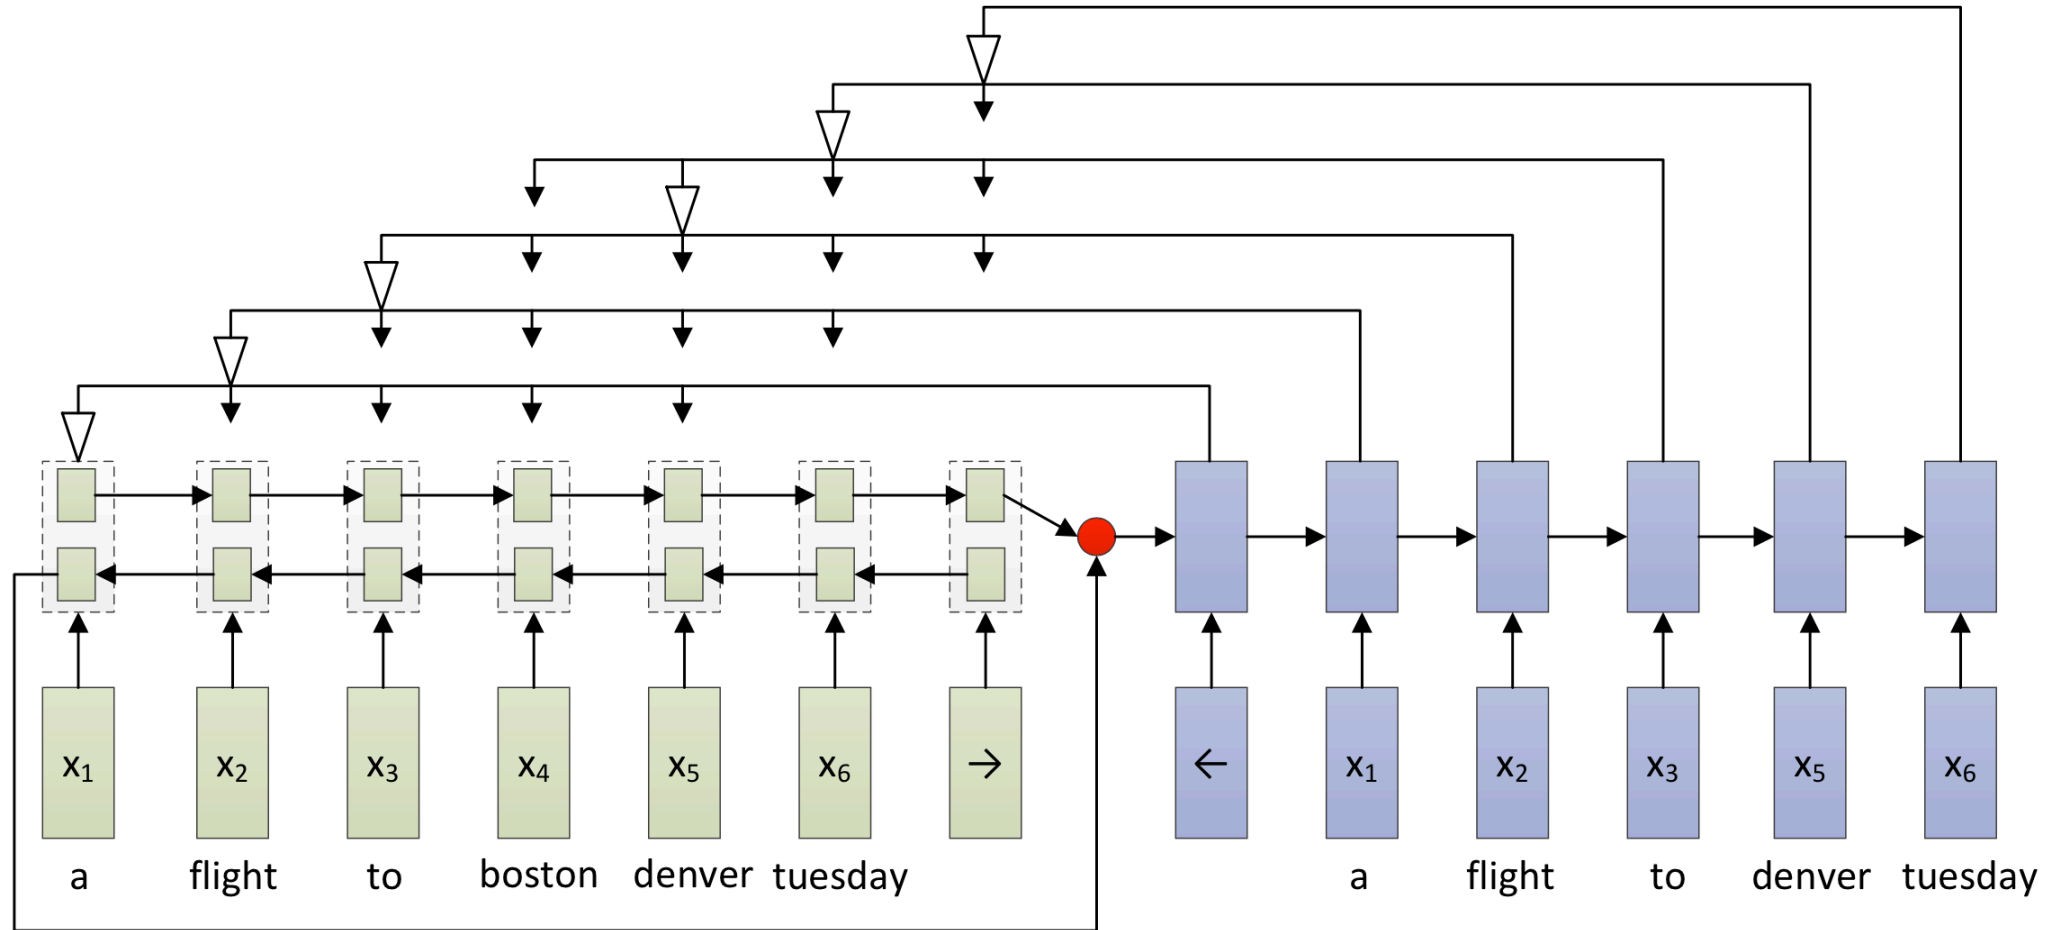 x₁ x₂ x₃ x₄ x₅ x₆ → ← x₁ x₂ x₃ x₅ x₆
a flight to boston denver tuesday a flight to denver tuesday